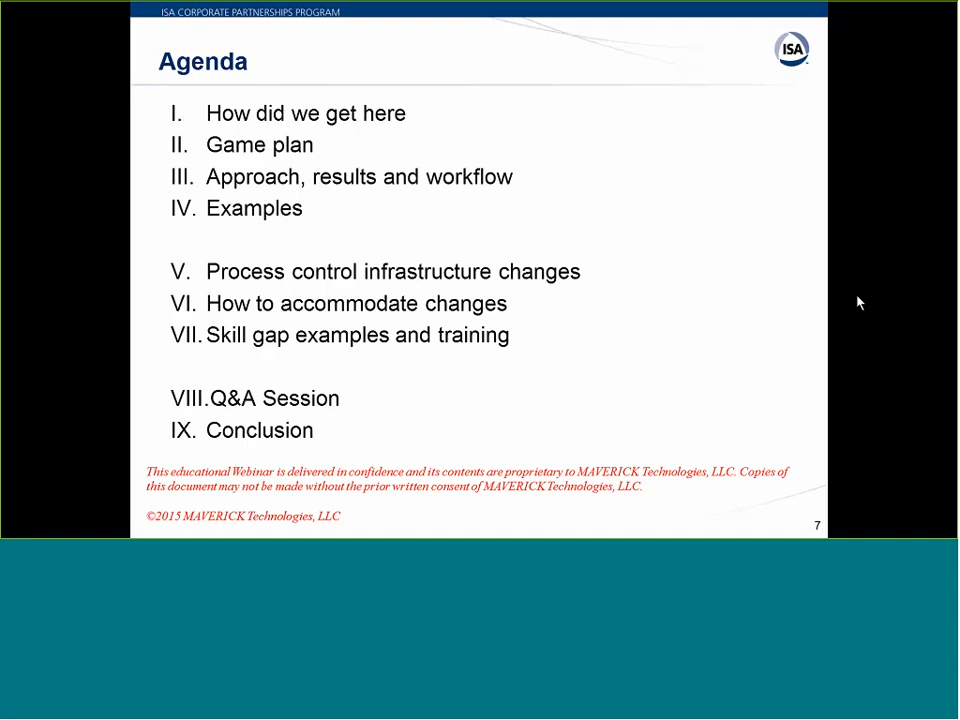 ISA CORPORATE PARTNERSHIPS PROGRAM
Agenda
ISA
I. How did we get here
II. Game plan
III. Approach, results and workflow
IV. Examples
V. Process control infrastructure changes
VI. How to accommodate changes
VII. Skill gap examples and training
VIII. Q&A Session
IX. Conclusion
This educational Webinar is delivered in confidence and its contents are proprietary to MAVERICK Technologies, LLC. Copies of
this document may not be made without the prior written consent of MAVERICK Technologies, LLC.
©2015 MAVERICK Technologies, LLC
7